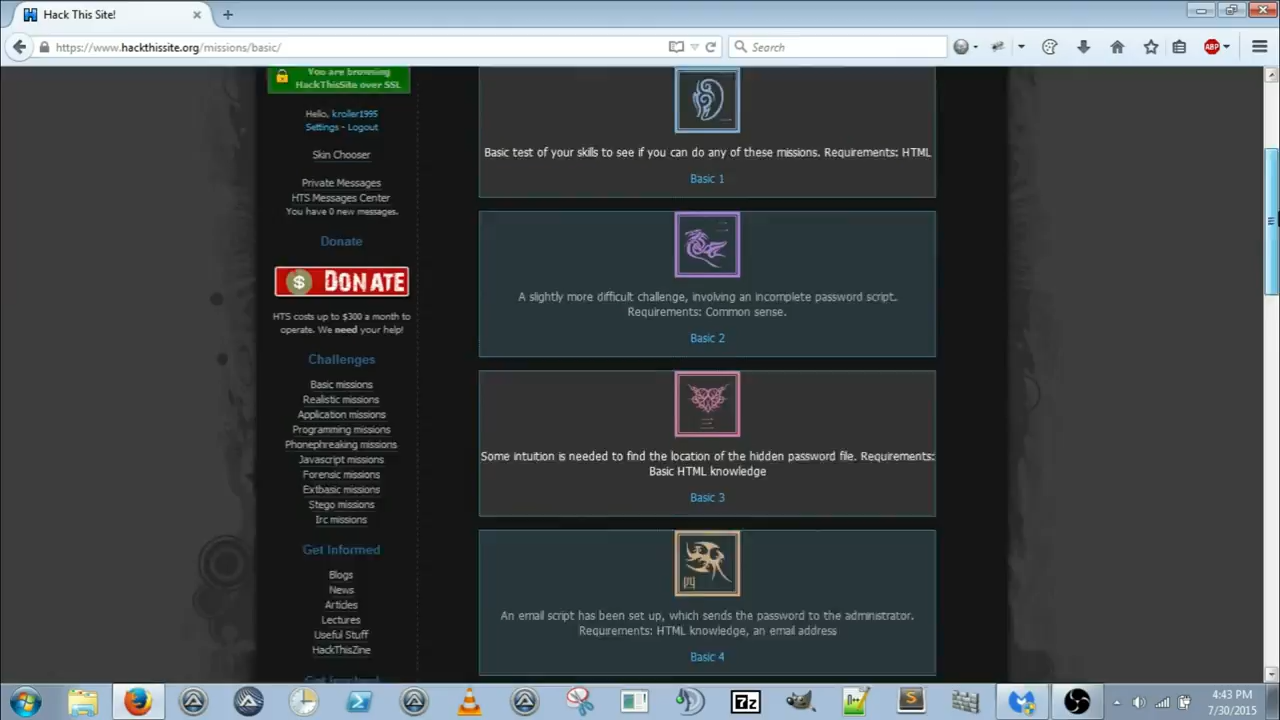 Hack This Site!
https://www.hackthissite.org/missions/basic/
Search
ABP
You are browsing
HackThisSite over SSL
Hello, kroller1995
Settings - Logout
Skin Chooser
Private Messages
HTS Messages Center
You have 0 new messages.
Donate
$ DONATE
HTS costs up to $300 a month to
operate. We need your help!
Challenges
Basic missions
Realistic missions
Application missions
Programming missions
Phonephreaking missions
Javascript missions
Forensic missions
Extbasic missions
Stego missions
Irc missions
Get Informed
Blogs
News
Articles
Lectures
Useful Stuff
HackThisZine
Get Involved
Basic test of your skills to see if you can do any of these missions. Requirements: HTML
Basic 1
A slightly more difficult challenge, involving an incomplete password script.
Requirements: Common sense.
Basic 2
Some intuition is needed to find the location of the hidden password file. Requirements:
Basic HTML knowledge
Basic 3
An email script has been set up, which sends the password to the administrator.
Requirements: HTML knowledge, an email address
Basic 4
7z
S
4:43 PM
7/30/2015